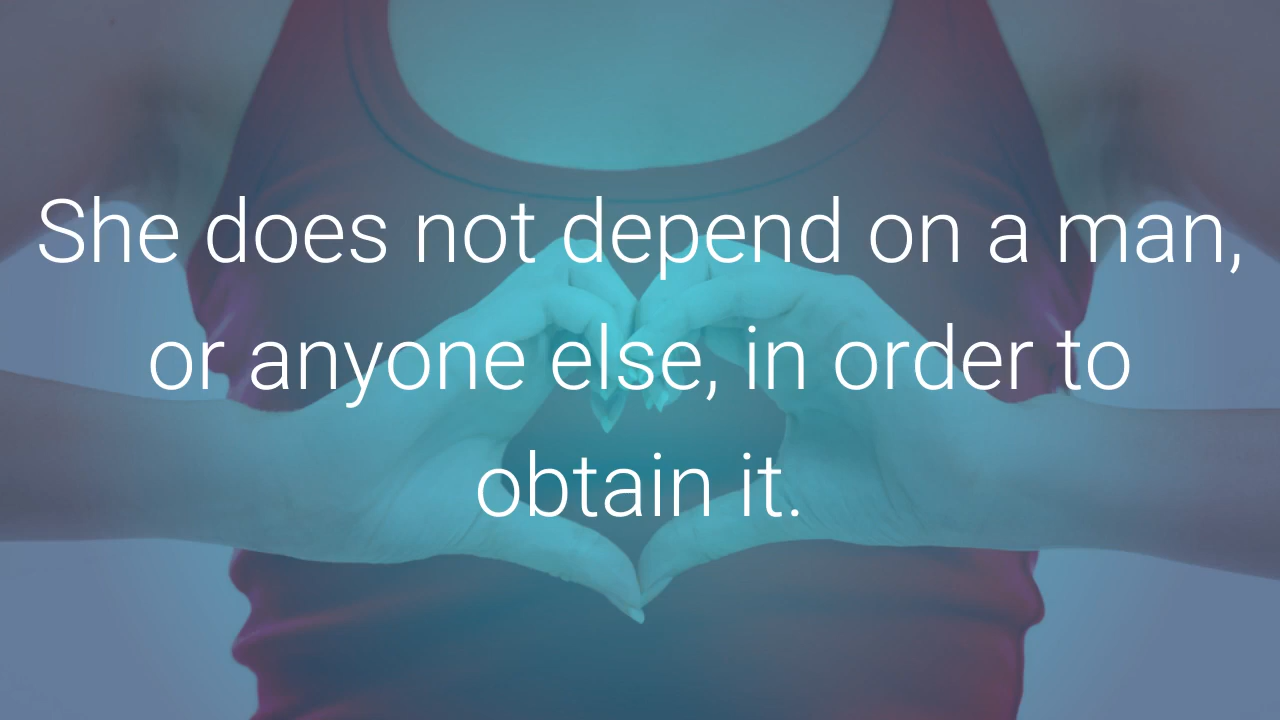 She does not depend on a man,
or anyone else, in order to
obtain it.